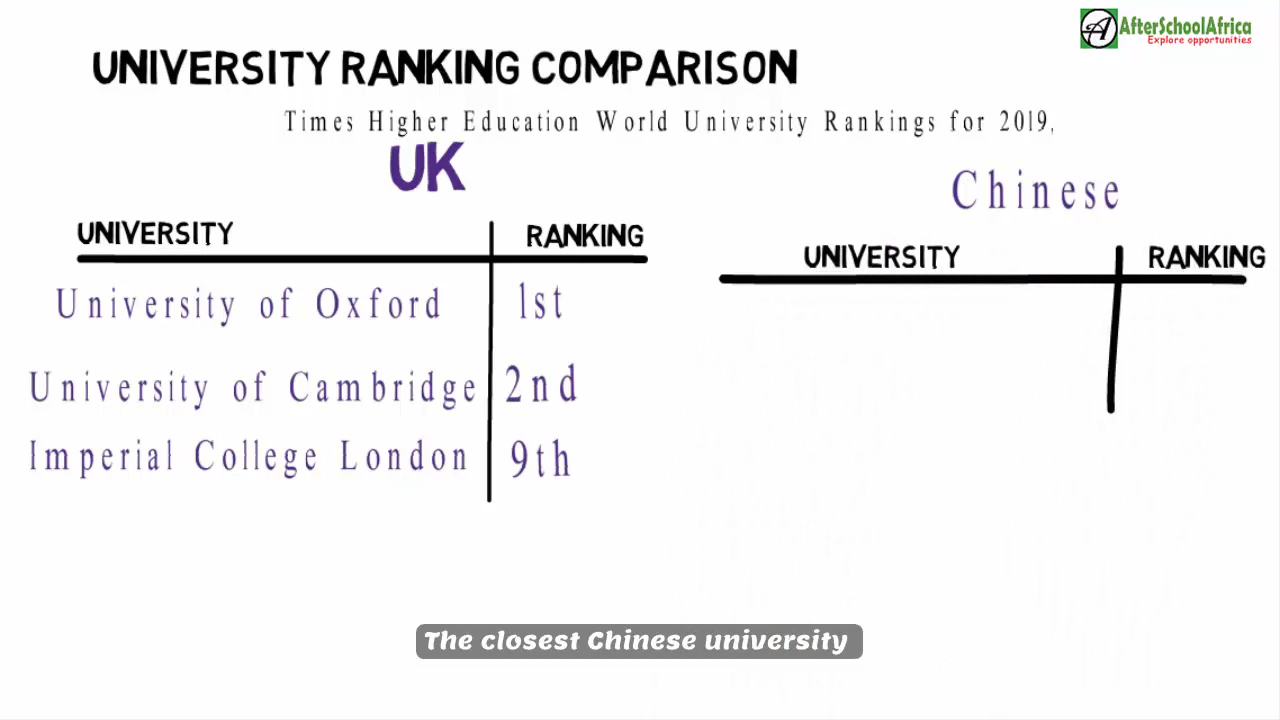 AfterSchoolAfrica
Explore opportunities
UNIVERSITY RANKING COMPARISON
Times Higher Education World University Rankings for 2019,
UK
UNIVERSITY RANKING
University of Oxford 1st
University of Cambridge 2nd
Imperial College London 9th
Chinese
UNIVERSITY RANKING
The closest Chinese university